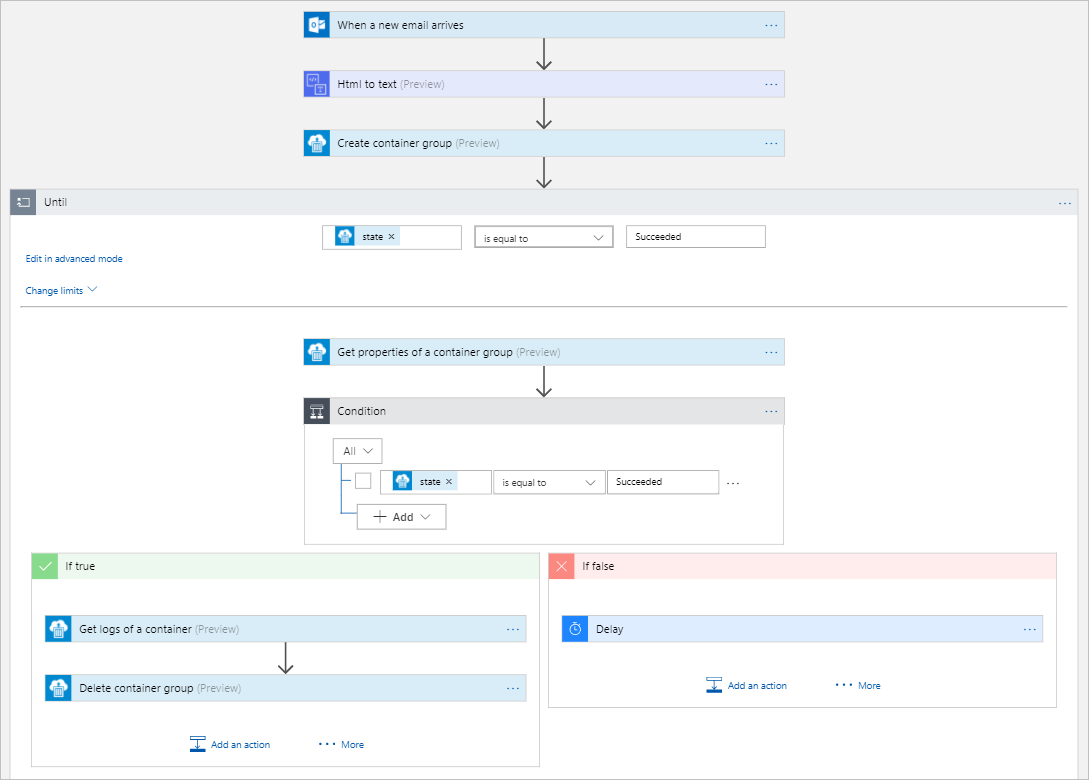 When a new email arrives
Html to text (Preview)
Create container group (Preview)
Until
state × is equal to Succeeded
Edit in advanced mode
Change limits
Get properties of a container group (Preview)
Condition
All
state × is equal to Succeeded
+ Add
If true
If false
Get logs of a container (Preview)
Delay
Delete container group (Preview)
Add an action ··· More
Add an action ··· More